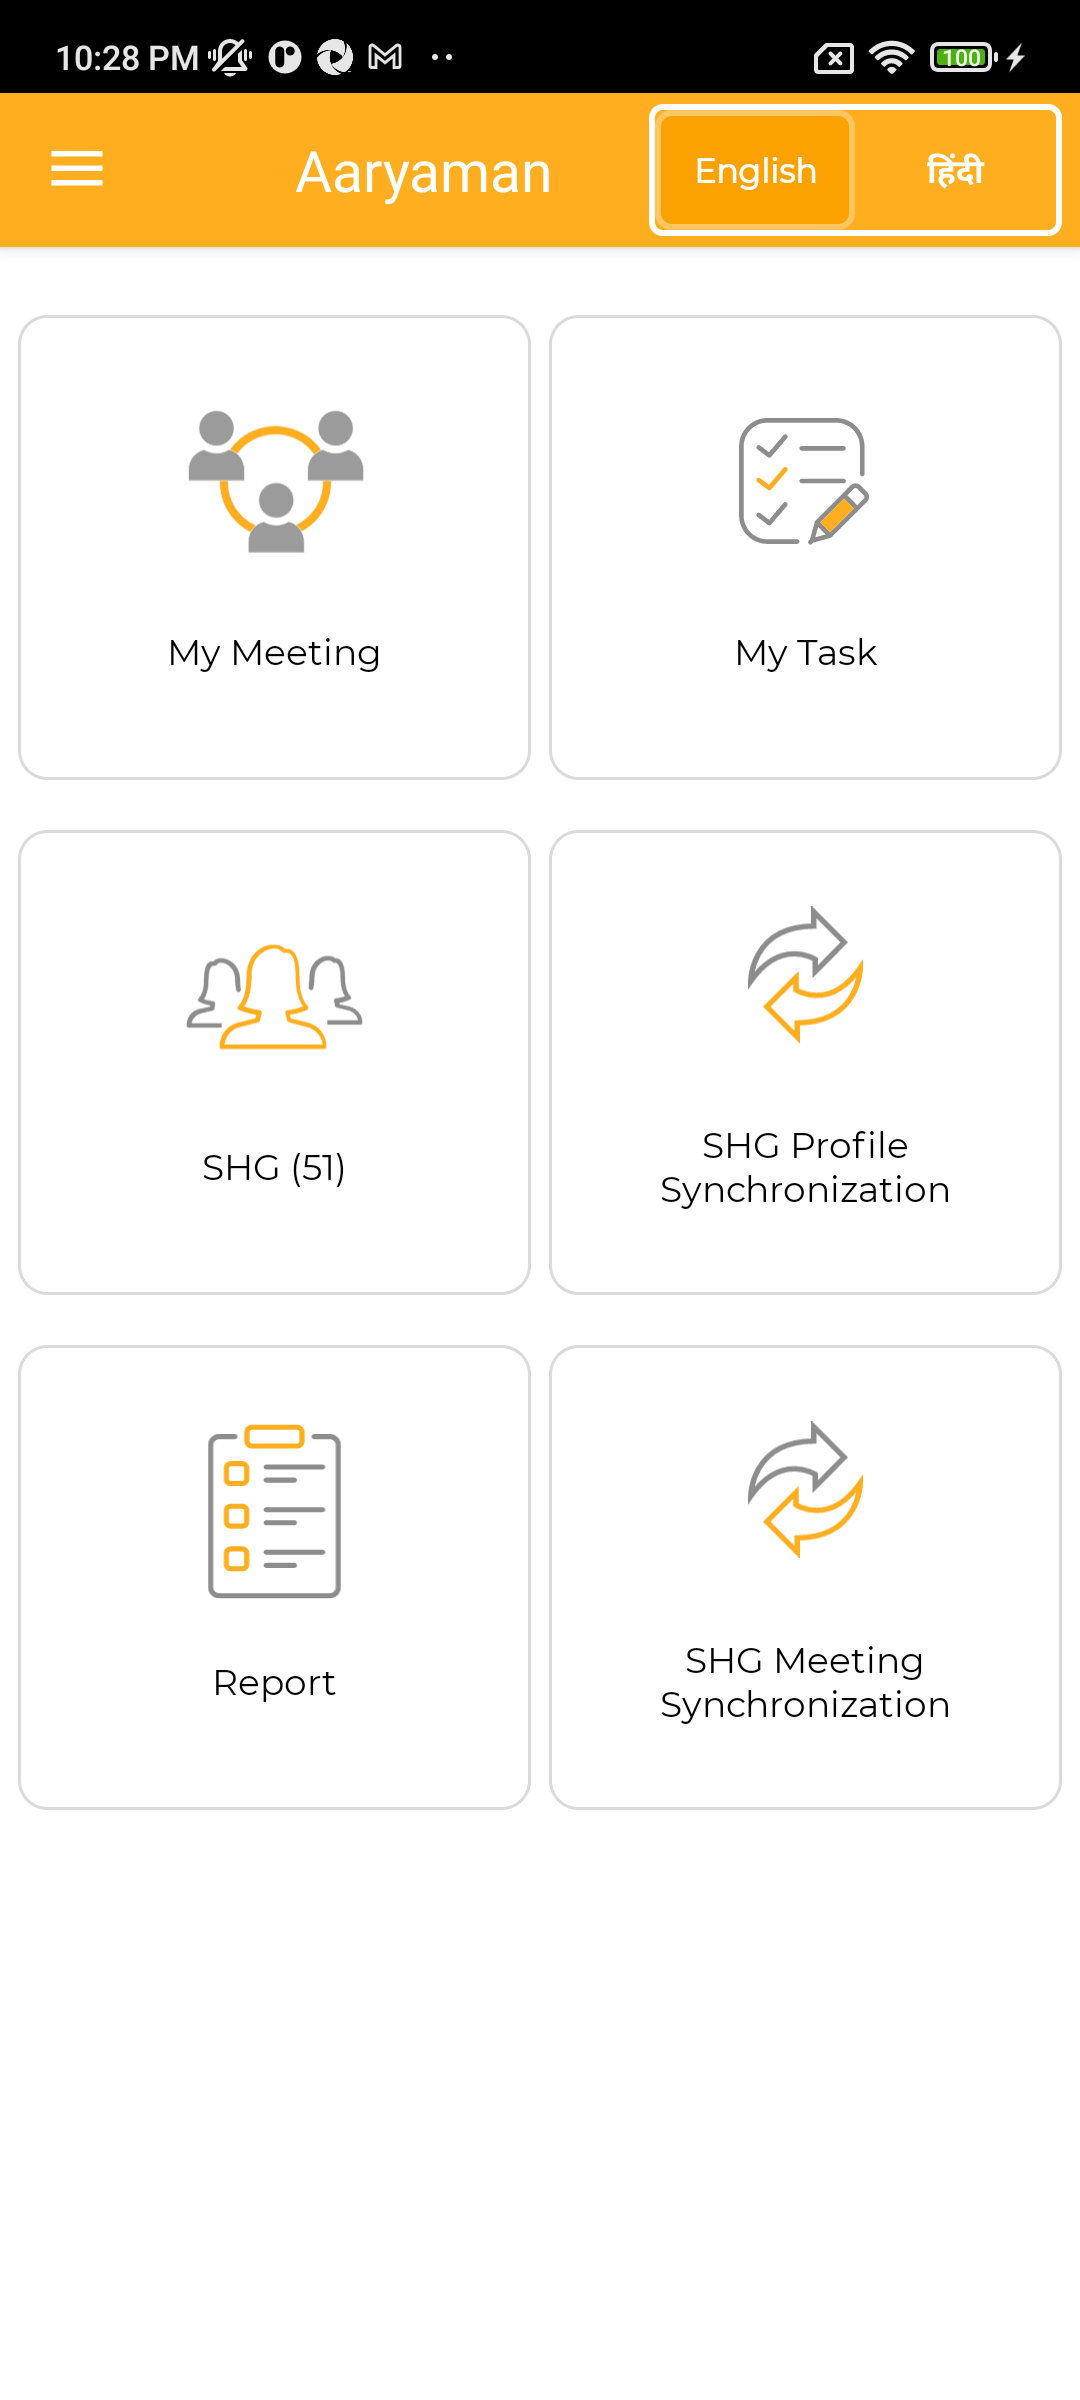 10:28 PM
100
Aaryaman
English
हिंदी
My Meeting
My Task
SHG (51)
SHG Profile
Synchronization
Report
SHG Meeting
Synchronization